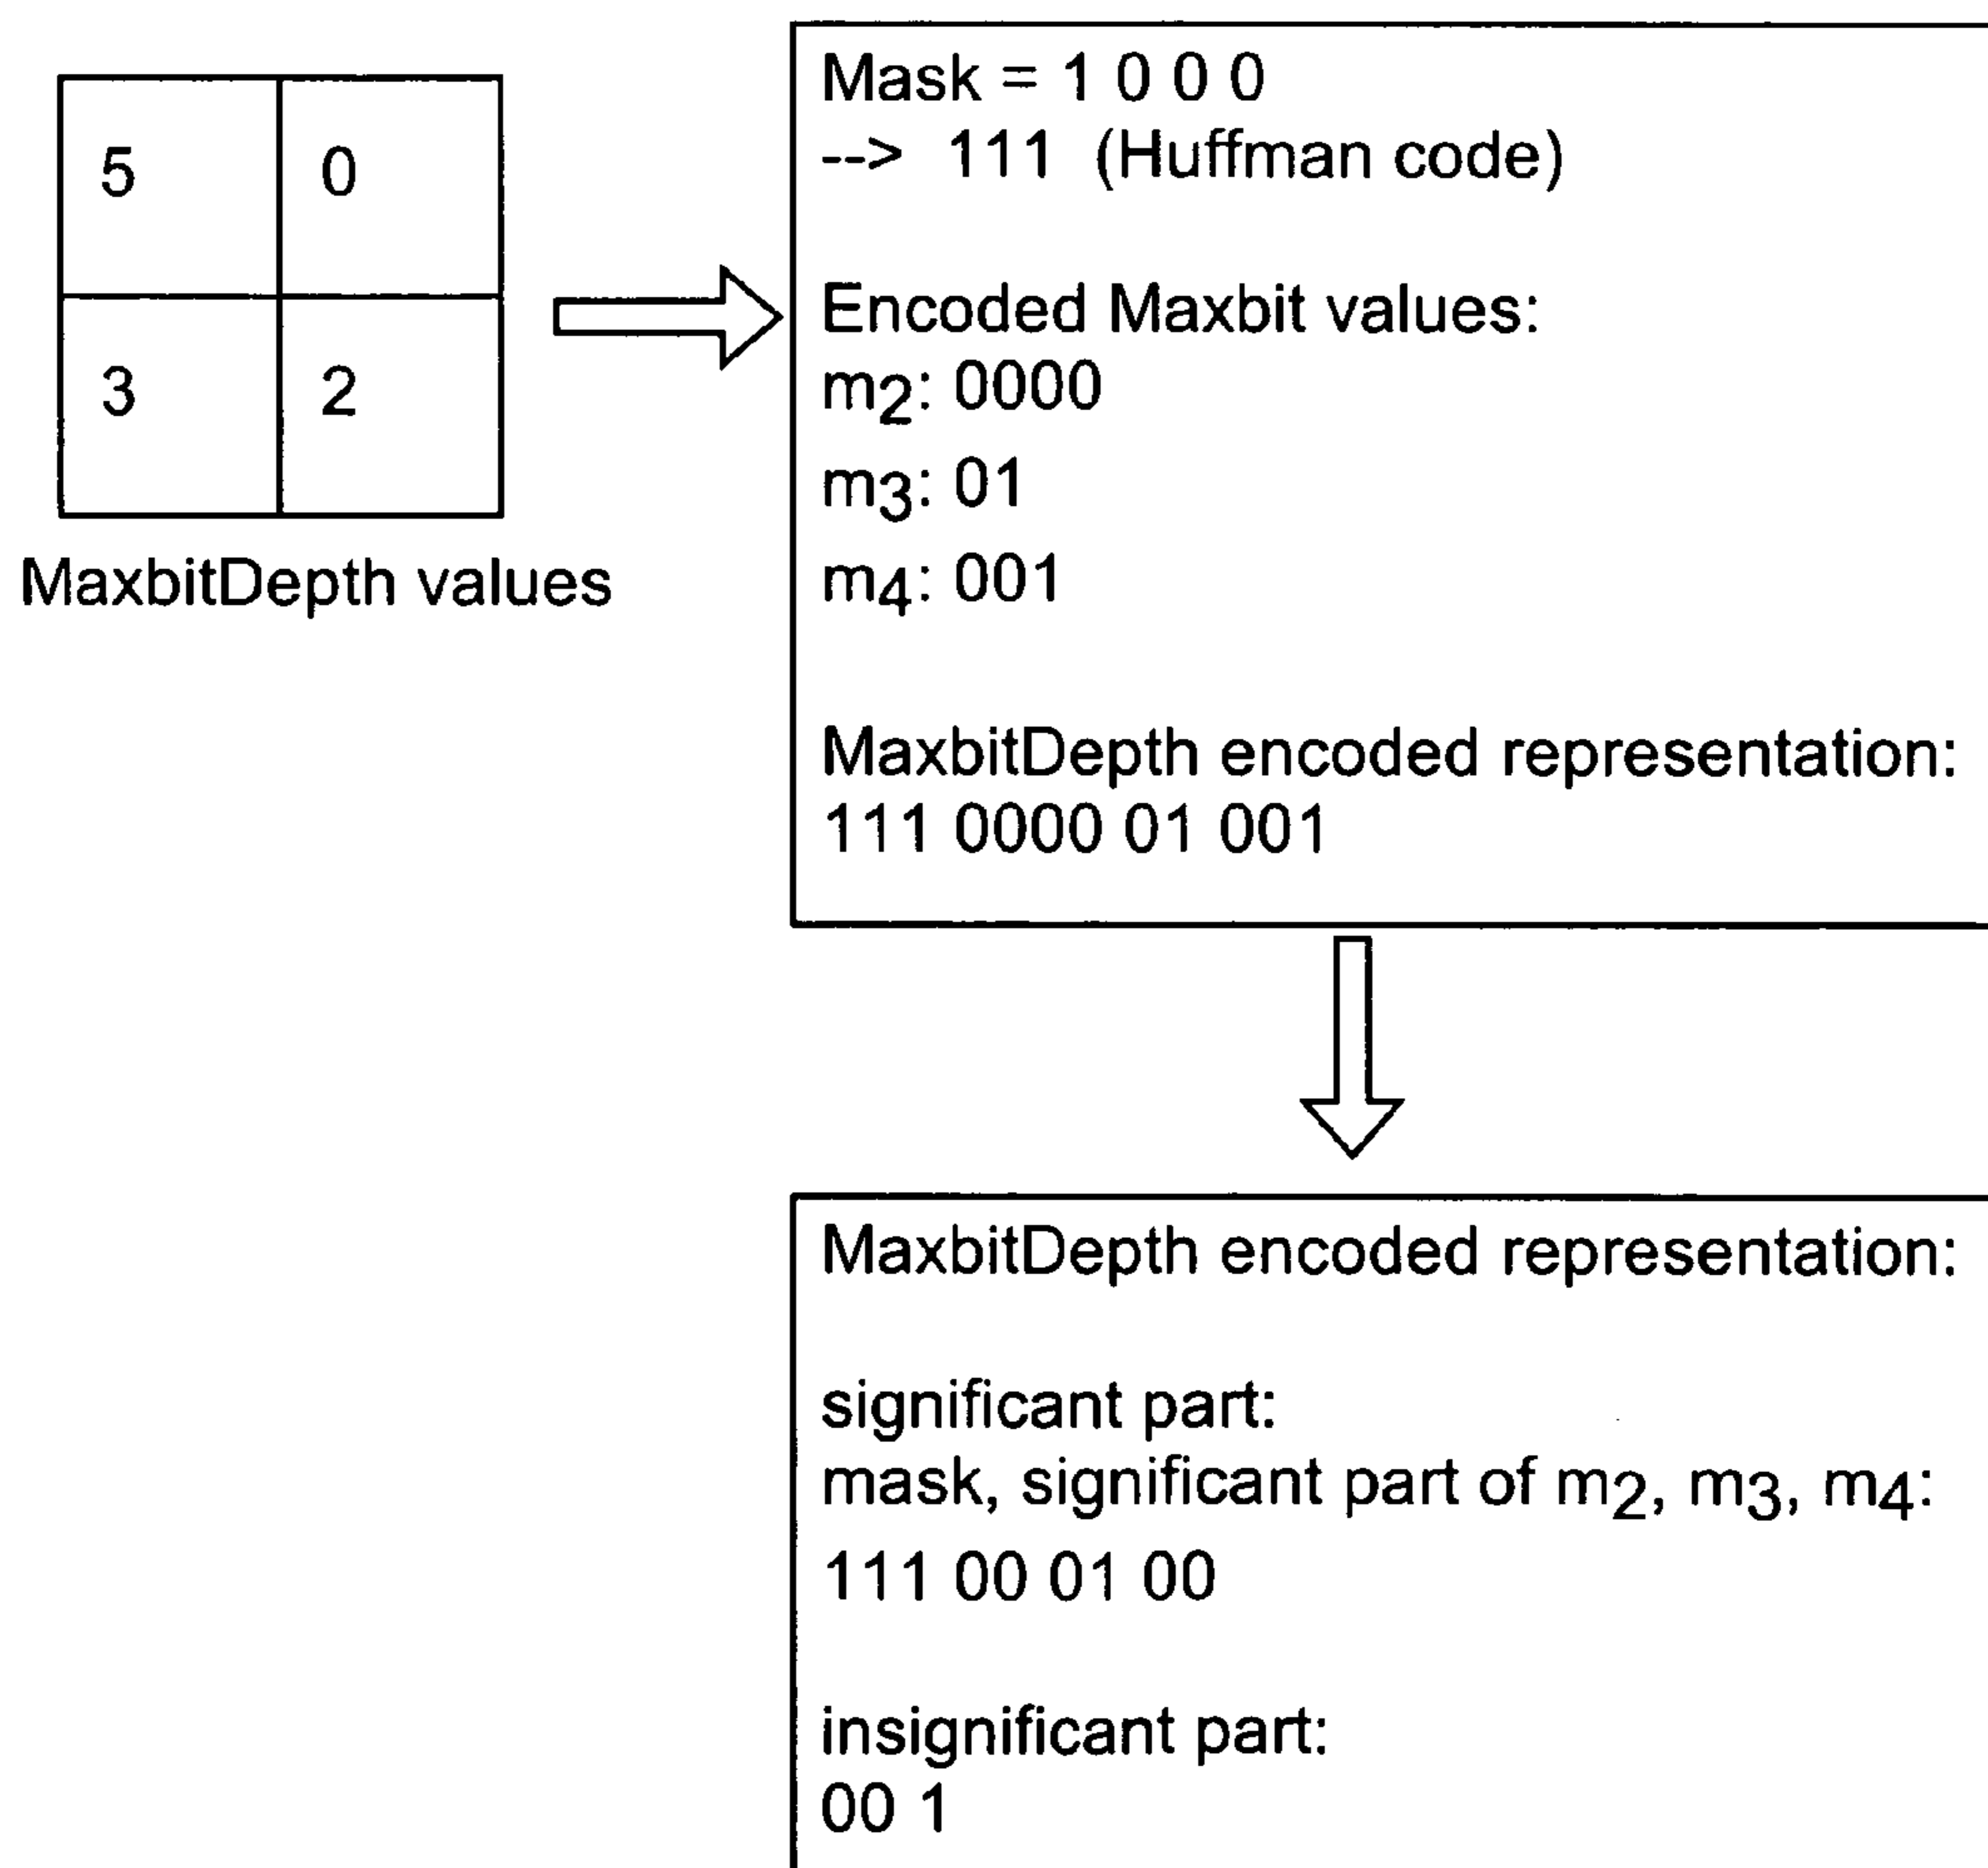 5 0
3 2
MaxbitDepth values
Mask = 1 0 0 0
--> 111 (Huffman code)
Encoded Maxbit values:
m2: 0000
m3: 01
m4: 001
MaxbitDepth encoded representation:
111 0000 01 001
MaxbitDepth encoded representation:
significant part:
mask, significant part of m2, m3, m4:
111 00 01 00
insignificant part:
00 1